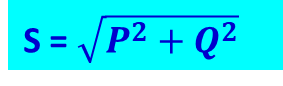 S = √P² + Q²